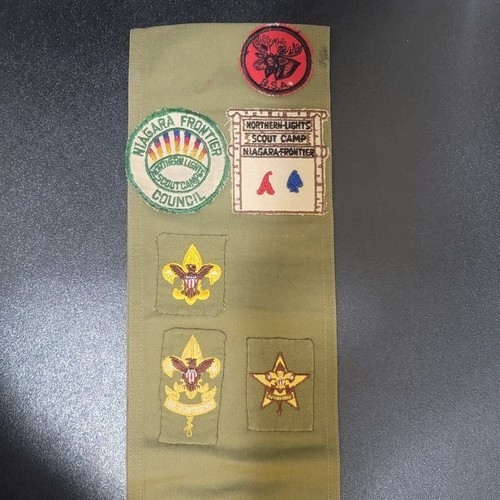 B.S.A.
NIAGARA FRONTIER
NORTHERN LIGHTS
SCOUT CAMP
COUNCIL
NORTHERN-LIGHTS
SCOUT CAMP
NIAGARA-FRONTIER